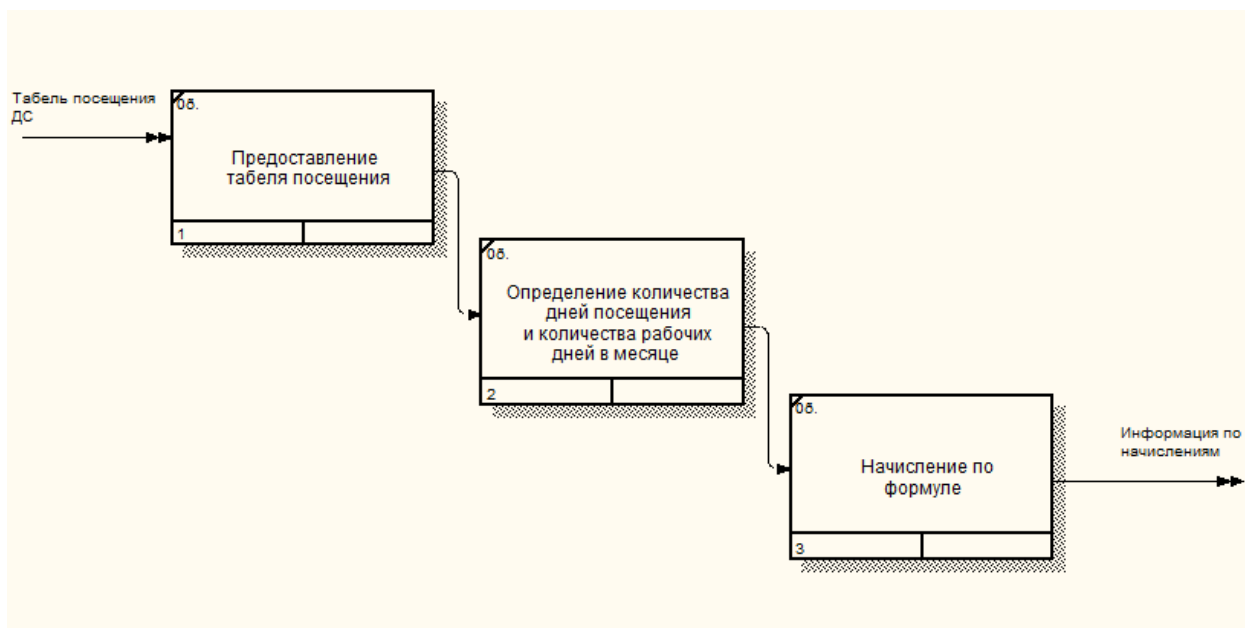 Табель посещения
ДС
0б.
Предоставление
табеля посещения
1
0б.
Определение количества
дней посещения
и количества рабочих
дней в месяце
2
0б.
Начисление по
формуле
3
Информация по
начислениям